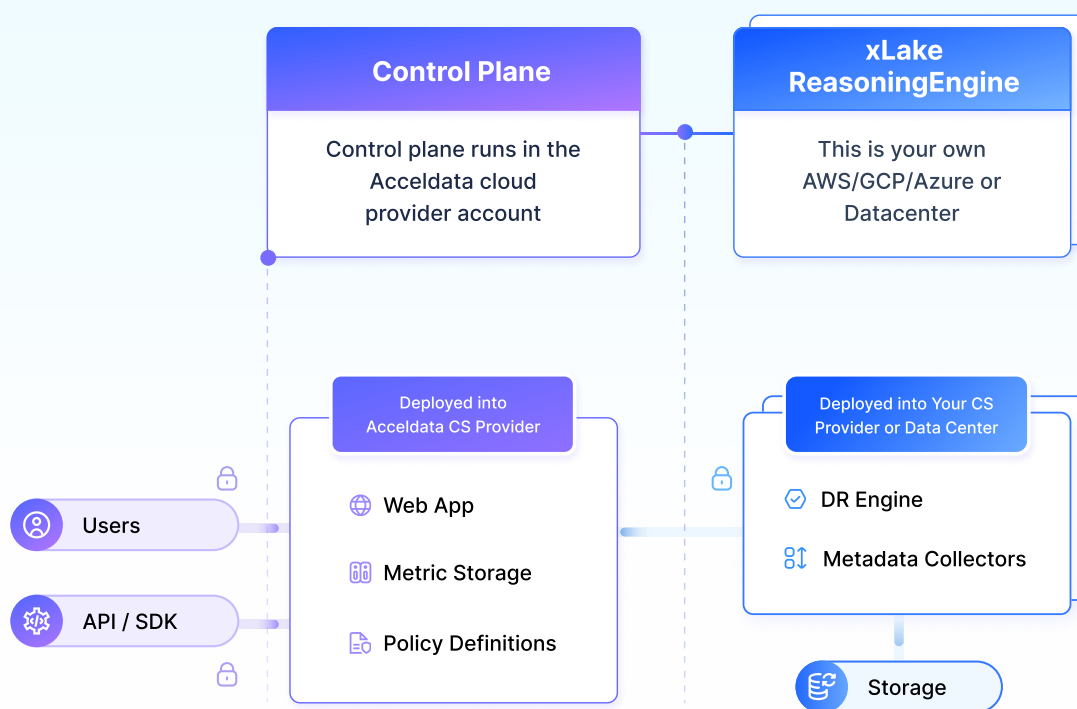 Control Plane
Control plane runs in the
Acceldata cloud
provider account
xLake
ReasoningEngine
This is your own
AWS/GCP/Azure or
Datacenter
Users
API / SDK
Deployed into
Acceldata CS Provider
Web App
Metric Storage
Policy Definitions
Deployed into Your CS
Provider or Data Center
DR Engine
Metadata Collectors
Storage